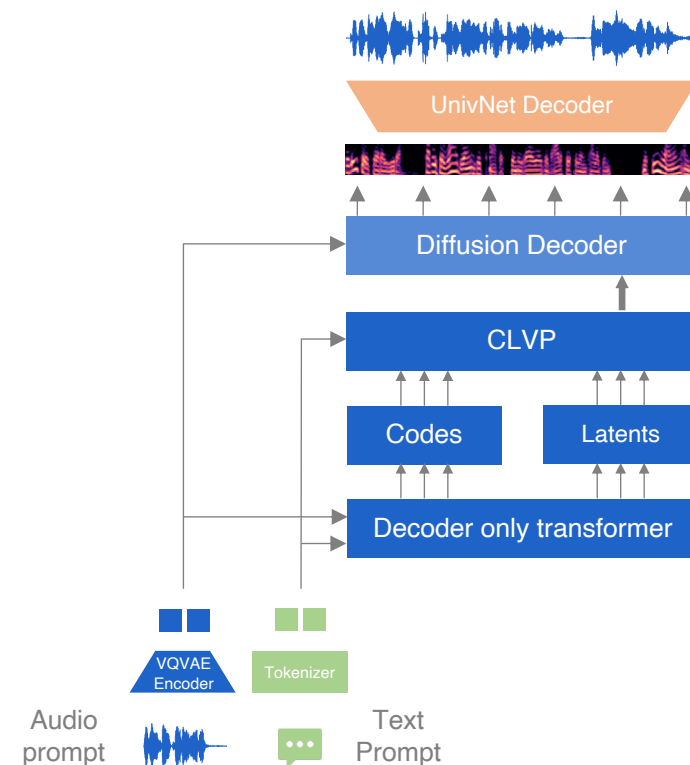 UnivNet Decoder
Diffusion Decoder
CLVP
Codes
Latents
Decoder only transformer
VQVAE
Encoder
Tokenizer
Audio
prompt
Text
Prompt